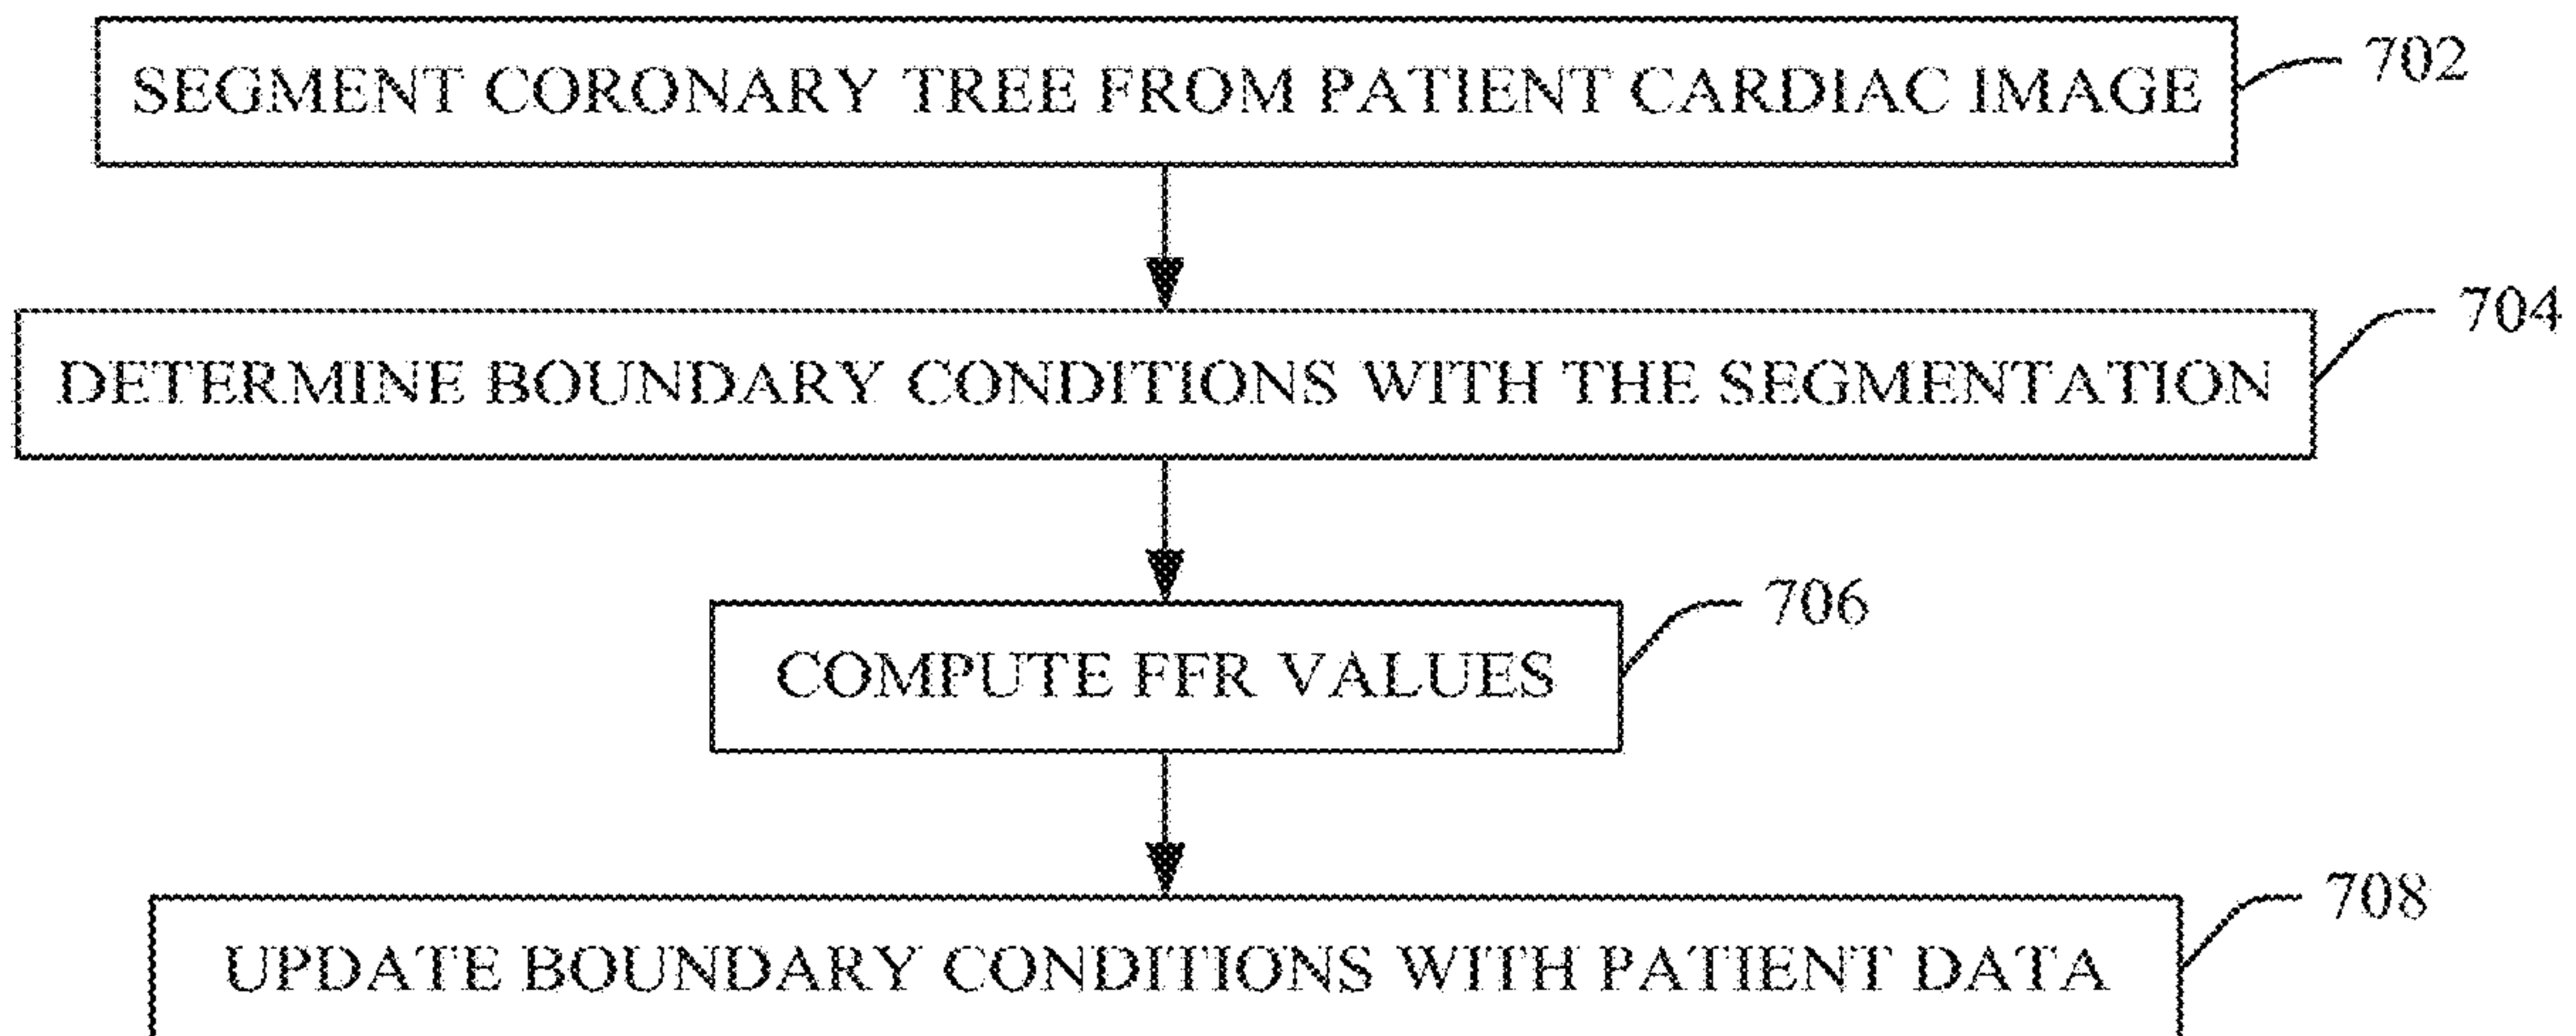 SEGMENT CORONARY TREE FROM PATIENT CARDIAC IMAGE
702
DETERMINE BOUNDARY CONDITIONS WITH THE SEGMENTATION
704
COMPUTE FFR VALUES
706
UPDATE BOUNDARY CONDITIONS WITH PATIENT DATA
708